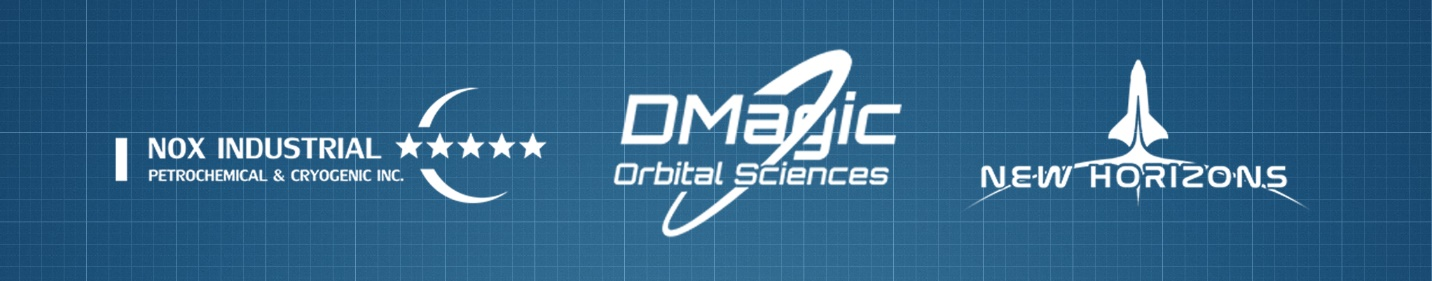 NOX INDUSTRIAL
PETROCHEMICAL & CRYOGENIC INC.
DMagic
Orbital Sciences
NEW HORIZONS